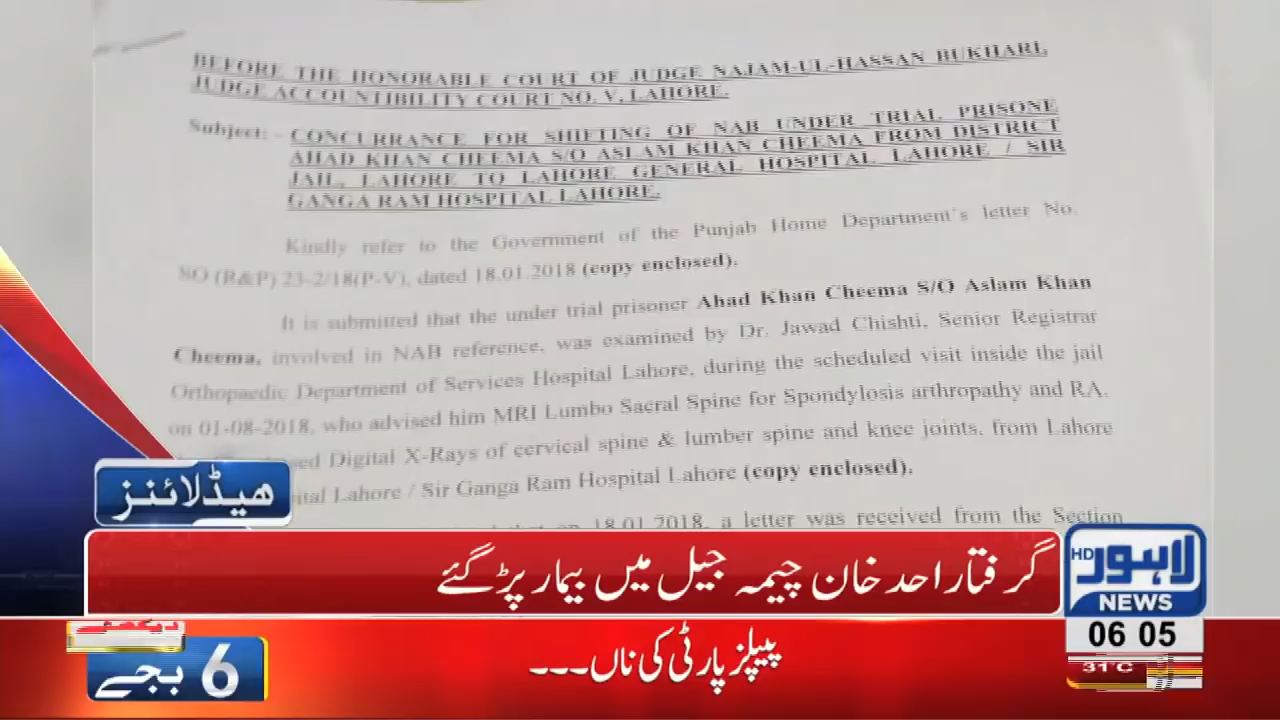 BEFORE THE HONORABLE COURT OF JUDGE NAJAM-UL-HASSAN BUKHARI,
JUDGE ACCOUNTIBILITY COURT NO. V, LAHORE.
Subject: - CONCURRANCE FOR SHIFTING OF NAB UNDER TRIAL PRISONE
AHAD KHAN CHEEMA S/O ASLAM KHAN CHEEMA FROM DISTRICT
JAIL, LAHORE TO LAHORE GENERAL HOSPITAL LAHORE / SIR
GANGA RAM HOSPITAL LAHORE.
Kindly refer to the Government of the Punjab Home Department's letter No.
SO (R&P) 23-2/18(P-V), dated 18.01.2018 (copy enclosed).
It is submitted that the under trial prisoner Ahad Khan Cheema S/O Aslam Khan
Cheema, involved in NAB reference, was examined by Dr. Jawad Chishti, Senior Registrar
Orthopaedic Department of Services Hospital Lahore, during the scheduled visit inside the jail
on 01-08-2018, who advised him MRI Lumbo Sacral Spine for Spondylosis arthropathy and RA,
Digital X-Rays of cervical spine & lumber spine and knee joints, from Lahore
Lahore / Sir Ganga Ram Hospital Lahore (copy enclosed).
on 18.01.2018, a letter was received from the Section
ہیڈلائنز
گرفتار احد خان چیمہ جیل میں بیمار پڑ گئے
لاہور
HD
NEWS
06 05
31°C
پیپلز پارٹی کی ناں ۔۔۔
6 بجے